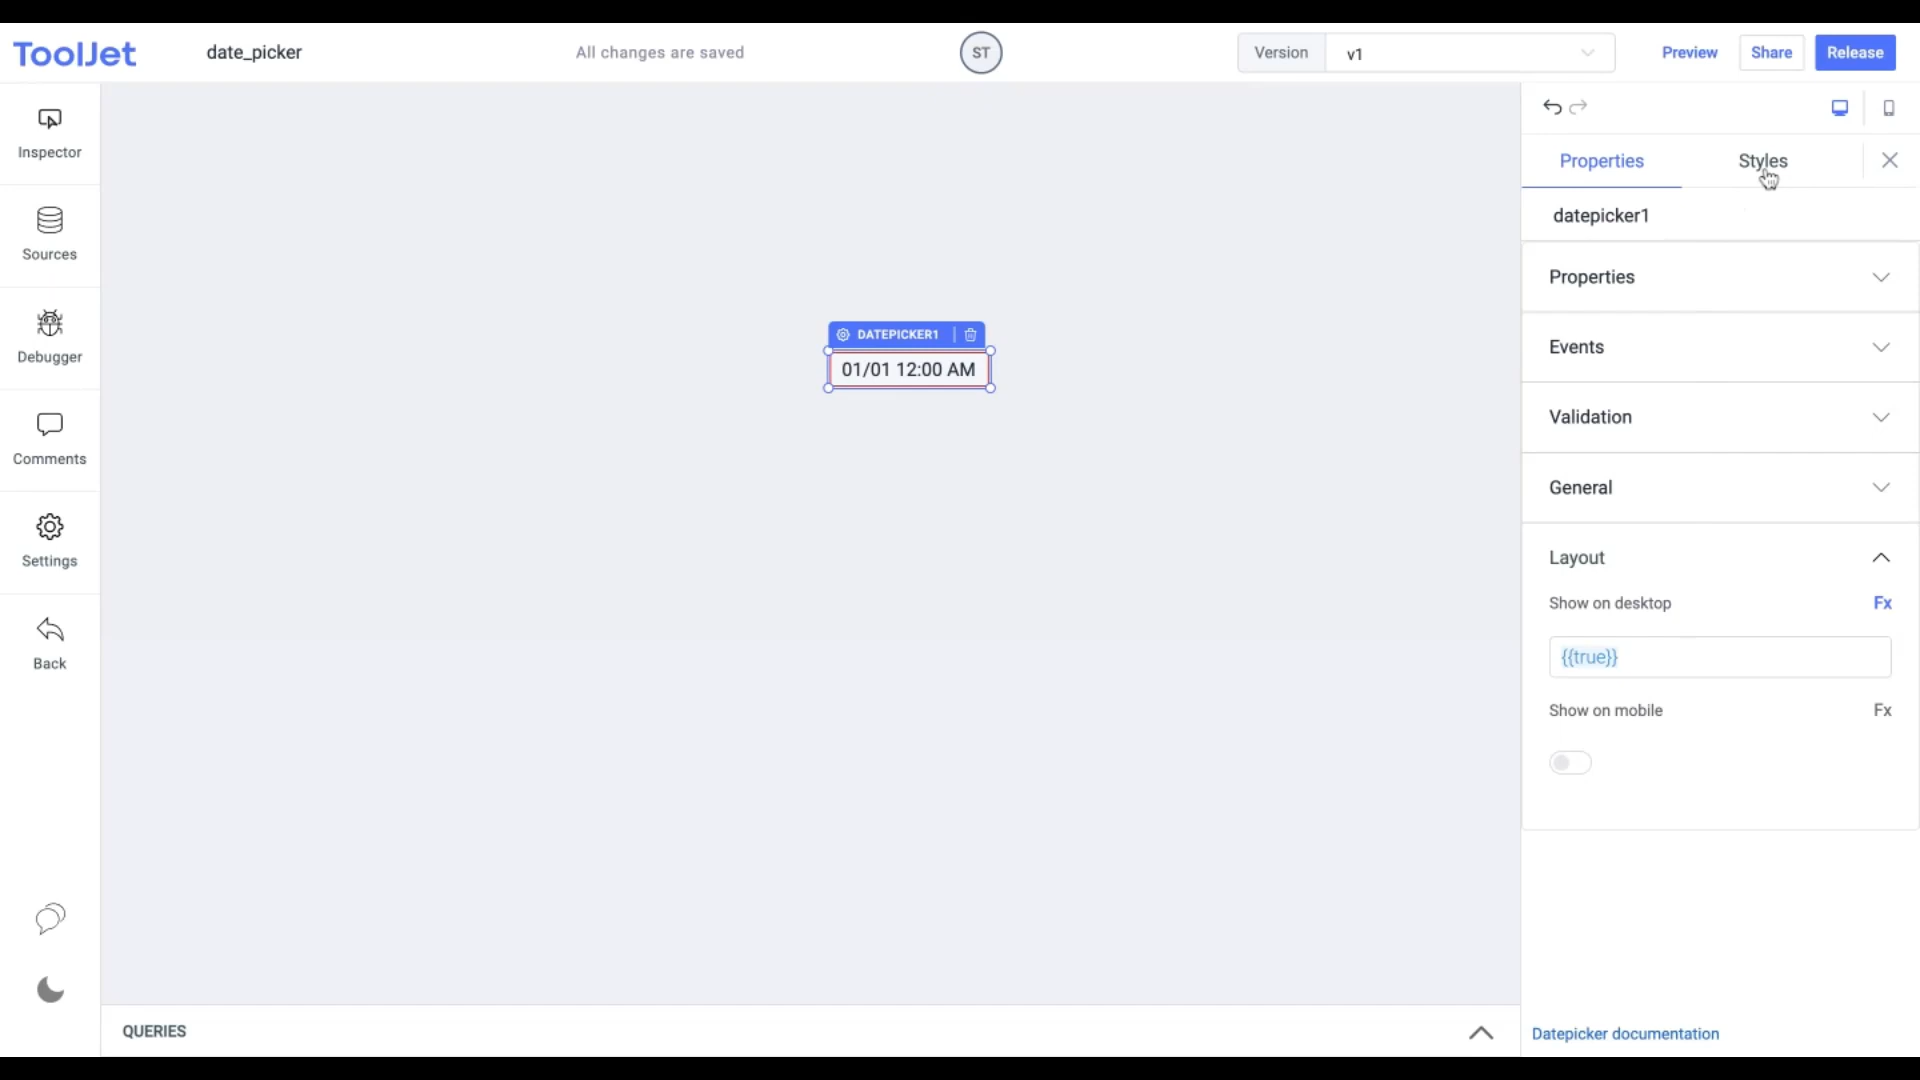 ToolJet
date_picker
All changes are saved
ST
Version
v1
Preview
Share
Release
Inspector
Sources
Debugger
Comments
Settings
Back
DATEPICKER1
01/01 12:00 AM
Properties
Styles
datepicker1
Properties
Events
Validation
General
Layout
Show on desktop
Fx
{{true}}
Show on mobile
Fx
QUERIES
Datepicker documentation